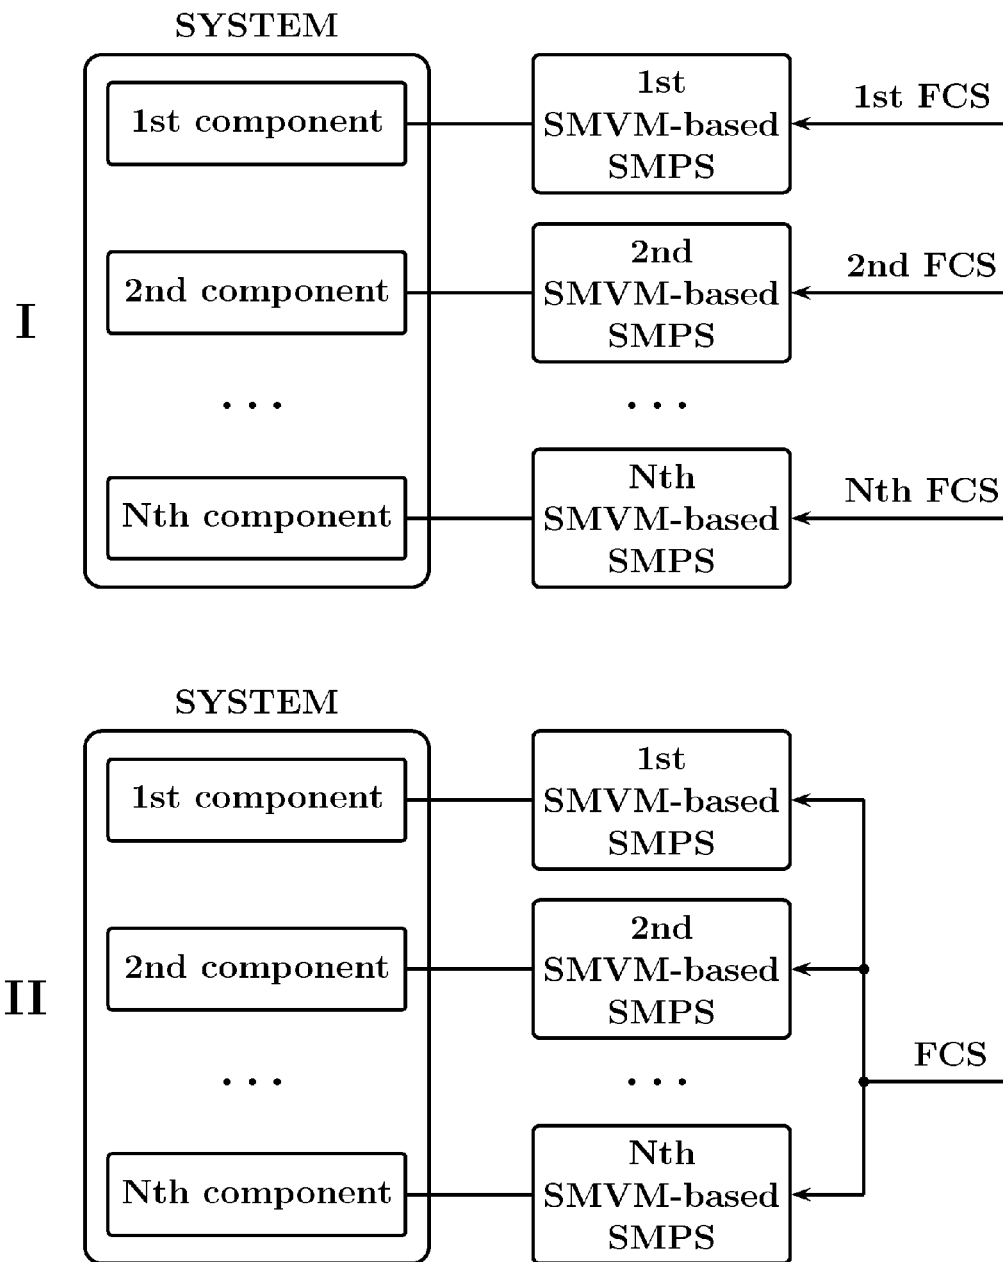 SYSTEM
1st component
1st
SMVM-based
SMPS
1st FCS
2nd component
2nd
SMVM-based
SMPS
2nd FCS
I
. . .
. . .
Nth component
Nth
SMVM-based
SMPS
Nth FCS
SYSTEM
1st component
1st
SMVM-based
SMPS
2nd component
2nd
SMVM-based
SMPS
II
FCS
. . .
. . .
Nth component
Nth
SMVM-based
SMPS